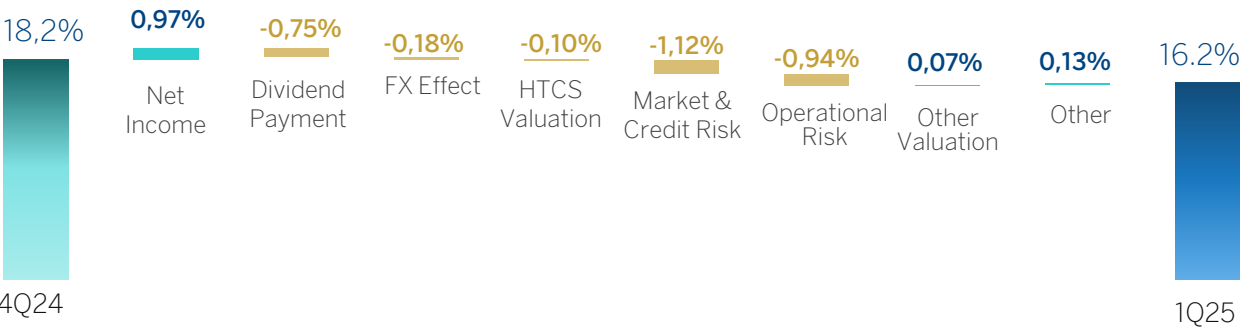 18,2%
4Q24
0,97%
Net
Income
-0,75%
Dividend
Payment
-0,18%
FX Effect
-0,10%
HTCS
Valuation
-1,12%
Market &
Credit Risk
-0,94%
Operational
Risk
0,07%
Other
Valuation
0,13%
Other
16.2%
1Q25